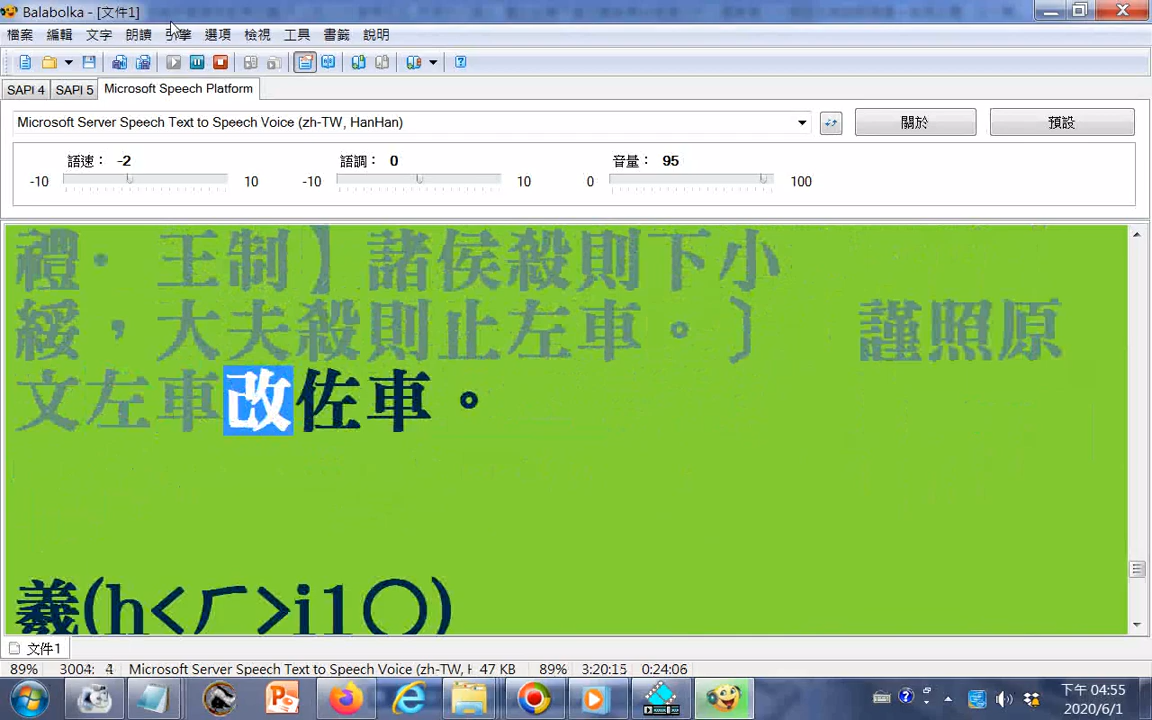 Balabolka - [文件1]
檔案 編輯 文字 朗讀 引擎 選項 檢視 工具 書籤 說明
SAPI 4 SAPI 5 Microsoft Speech Platform
Microsoft Server Speech Text to Speech Voice (zh-TW, HanHan) 關於 預設
語速： -2 語調： 0 音量： 95
-10 10 -10 10 0 100
禮· 王制】諸侯殺則下小
綏，大夫殺則止左車。〕 謹照原
文左車改佐車。
羲(h<ㄏ>i1〇)
文件1
89% 3004: 4 Microsoft Server Speech Text to Speech Voice (zh-TW, H 47 KB 89% 3:20:15 0:24:06
下午 04:55
2020/6/1